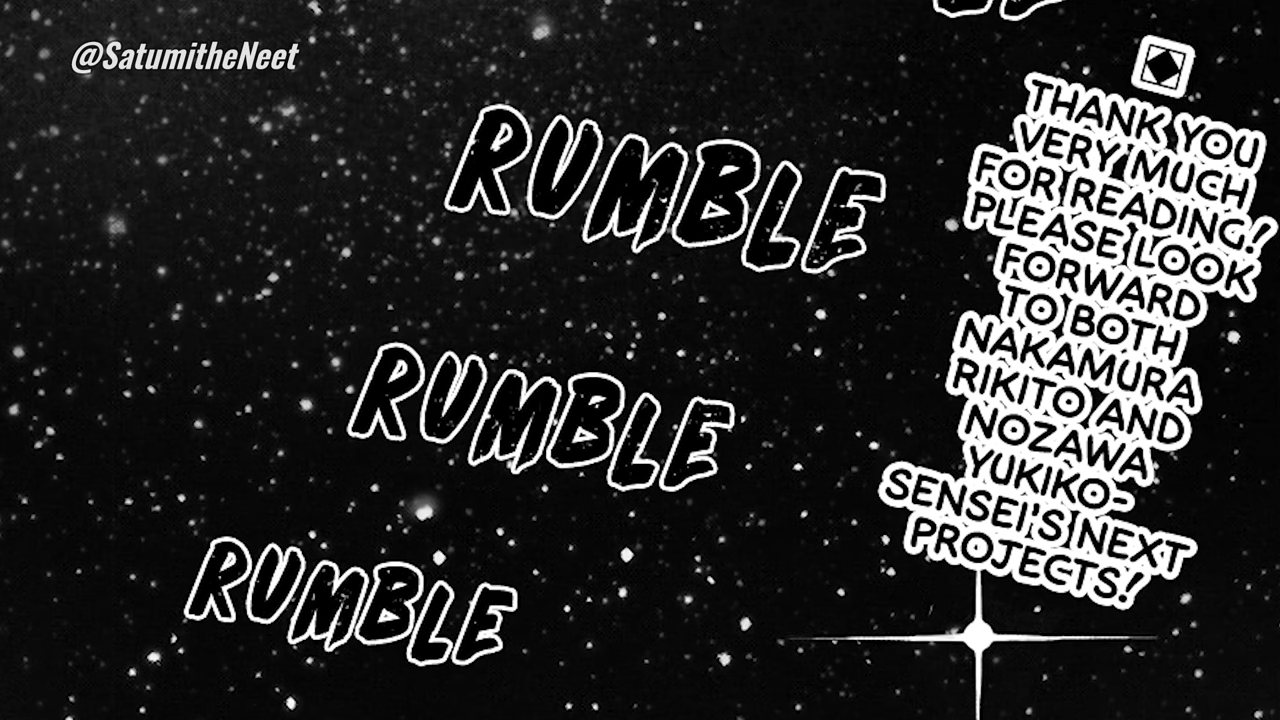 @SatumitheNeet
RUMBLE
RUMBLE
RUMBLE
THANK YOU
VERY MUCH
FOR READING!
PLEASE LOOK
FORWARD
TO BOTH
NAKAMURA
RIKITO AND
NOZAWA
YUKIKO-
SENSEI'S NEXT
PROJECTS!